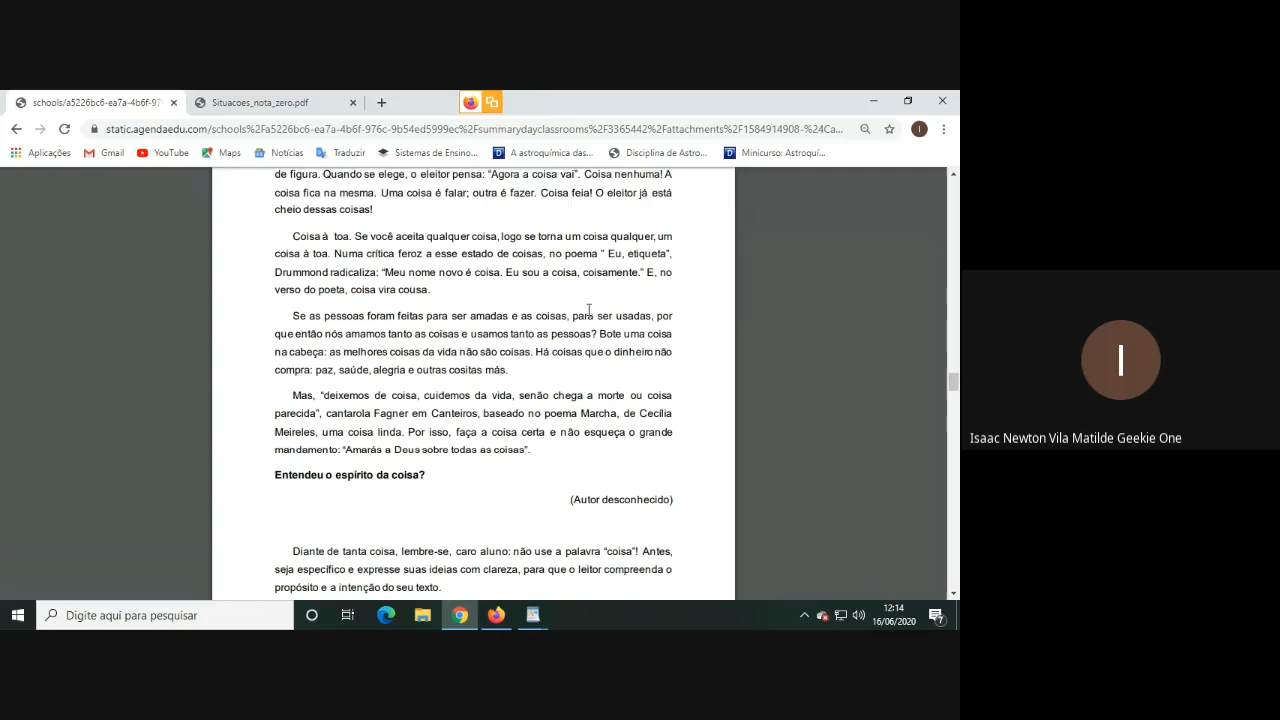 schools/a5226bc6-ea7a-4b6f-97
Situacoes_nota_zero.pdf
static.agendaedu.com/schools%2Fa5226bc6-ea7a-4b6f-976c-9b54ed5999ec%2Fsummarydayclassrooms%2F3365442%2Fattachments%2F1584914908-%24Ca...
Aplicações Gmail YouTube Maps Notícias Traduzir Sistemas de Ensino... A astroquímica das... Disciplina de Astro... Minicurso: Astroquí...
de figura. Quando se elege, o eleitor pensa: “Agora a coisa vai”. Coisa nenhuma! A
coisa fica na mesma. Uma coisa é falar; outra é fazer. Coisa feia! O eleitor já está
cheio dessas coisas!
Coisa à toa. Se você aceita qualquer coisa, logo se torna um coisa qualquer, um
coisa à toa. Numa crítica feroz a esse estado de coisas, no poema ” Eu, etiqueta”,
Drummond radicaliza: “Meu nome novo é coisa. Eu sou a coisa, coisamente.” E, no
verso do poeta, coisa vira cousa.
Se as pessoas foram feitas para ser amadas e as coisas, para ser usadas, por
que então nós amamos tanto as coisas e usamos tanto as pessoas? Bote uma coisa
na cabeça: as melhores coisas da vida não são coisas. Há coisas que o dinheiro não
compra: paz, saúde, alegria e outras cositas más.
Mas, “deixemos de coisa, cuidemos da vida, senão chega a morte ou coisa
parecida”, cantarola Fagner em Canteiros, baseado no poema Marcha, de Cecília
Meireles, uma coisa linda. Por isso, faça a coisa certa e não esqueça o grande
mandamento: “Amarás a Deus sobre todas as coisas”.
Entendeu o espírito da coisa?
(Autor desconhecido)
Diante de tanta coisa, lembre-se, caro aluno: não use a palavra “coisa”! Antes,
seja específico e expresse suas ideias com clareza, para que o leitor compreenda o
propósito e a intenção do seu texto.
Digite aqui para pesquisar
12:14
16/06/2020
7
I
Isaac Newton Vila Matilde Geekie One